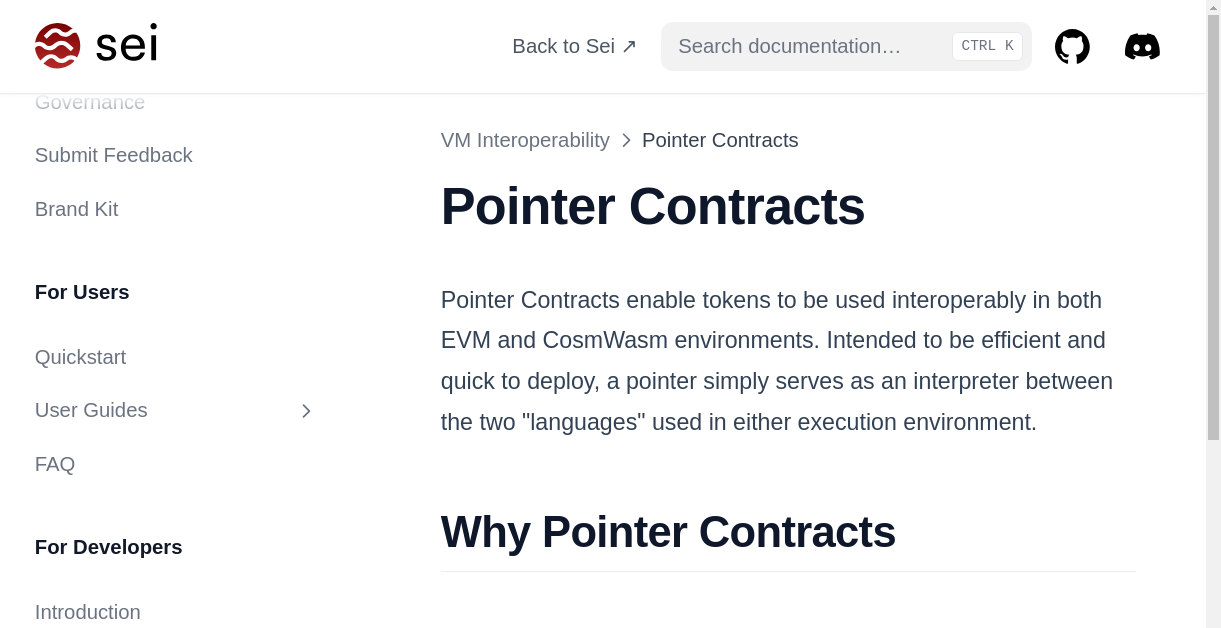 sei
Back to Sei ↗
Search documentation…
CTRL K
Governance
Submit Feedback
Brand Kit
For Users
Quickstart
User Guides
FAQ
For Developers
Introduction
VM Interoperability > Pointer Contracts
Pointer Contracts
Pointer Contracts enable tokens to be used interoperably in both
EVM and CosmWasm environments. Intended to be efficient and
quick to deploy, a pointer simply serves as an interpreter between
the two "languages" used in either execution environment.
Why Pointer Contracts